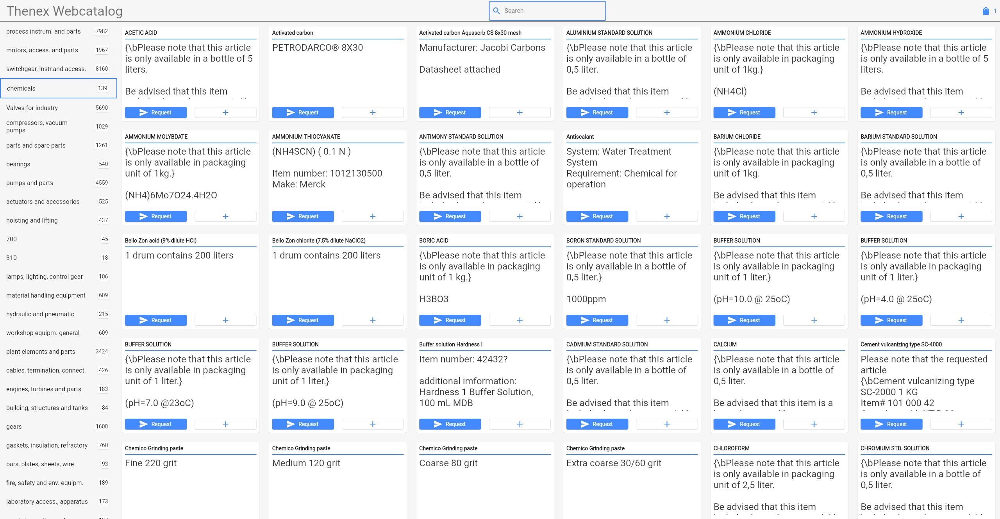 Thenex Webcatalog
Search
1
process instrum. and parts 7982
motors, access. and parts 1967
switchgear, Instr.and access. 8160
chemicals 139
Valves for industry 5690
compressors, vacuum
pumps 1029
parts and spare parts 1261
bearings 540
pumps and parts 4559
actuators and accessories 525
hoisting and lifting 437
700 45
310 18
lamps, lighting, control gear 106
material handling equipment 609
hydraulic and pneumatic 215
workshop equipm. general 609
plant elements and parts 3424
cables, termination, connect. 426
engines, turbines and parts 183
building, structures and tanks 84
gears 1600
gaskets, insulation, refractory 760
bars, plates, sheets, wire 93
fire, safety and env. equipm. 189
laboratory access., apparatus 173
ACETIC ACID
{\bPlease note that this article
is only available in a bottle of 5
liters.
Be advised that this item
Request +
Activated carbon
PETRODARCO® 8X30
Request +
Activated carbon Aquasorb CS 8x30 mesh
Manufacturer: Jacobi Carbons
Datasheet attached
Request +
ALUMINIUM STANDARD SOLUTION
{\bPlease note that this article
is only available in a bottle of
0,5 liter.
Be advised that this item
Request +
AMMONIUM CHLORIDE
{\bPlease note that this article
is only available in packaging
unit of 1kg.}
(NH4Cl)
Request +
AMMONIUM HYDROXIDE
{\bPlease note that this article
is only available in a bottle of 5
liters.
Be advised that this item
Request +
AMMONIUM MOLYBDATE
{\bPlease note that this article
is only available in packaging
unit of 1kg.}
(NH4)6Mo7O24.4H2O
Request +
AMMONIUM THIOCYANATE
(NH4SCN) ( 0.1 N )
Item number: 1012130500
Make: Merck
Request +
ANTIMONY STANDARD SOLUTION
{\bPlease note that this article
is only available in a bottle of
0,5 liter.
Be advised that this item
Request +
Antiscalant
System: Water Treatment
System
Requirement: Chemical for
operation
Request +
BARIUM CHLORIDE
{\bPlease note that this article
is only available in packaging
unit of 1kg.
Be advised that this item
Request +
BARIUM STANDARD SOLUTION
{\bPlease note that this article
is only available in a bottle of
0,5 liter.
Be advised that this item
Request +
Bello Zon acid (9% dilute HCl)
1 drum contains 200 liters
Request +
Bello Zon chlorite (7,5% dilute NaClO2)
1 drum contains 200 liters
Request +
BORIC ACID
{\bPlease note that this article
is only available in packaging
unit of 1 kg.}
H3BO3
Request +
BORON STANDARD SOLUTION
{\bPlease note that this article
is only available in a bottle of
0,5 liter.}
1000ppm
Request +
BUFFER SOLUTION
{\bPlease note that this article
is only available in packaging
unit of 1 liter.}
(pH=10.0 @ 25oC)
Request +
BUFFER SOLUTION
{\bPlease note that this article
is only available in packaging
unit of 1 liter.}
(pH=4.0 @ 25oC)
Request +
BUFFER SOLUTION
{\bPlease note that this article
is only available in packaging
unit of 1 liter.}
(pH=7.0 @23oC)
Request +
BUFFER SOLUTION
{\bPlease note that this article
is only available in packaging
unit of 1 liter.}
(pH=9.0 @ 25oC)
Request +
Buffer solution Hardness I
Item number: 42432?
additional imformation:
Hardness 1 Buffer Solution,
100 mL MDB
Request +
CADMIUM STANDARD SOLUTION
{\bPlease note that this article
is only available in a bottle of
0,5 liter.
Be advised that this item
Request +
CALCIUM
{\bPlease note that this article
is only available in a bottle of
0,5 liter.
Be advised that this item is a
Request +
Cement vulcanizing type SC-4000
Please note that the requested
article
{\bCement vulcanizing type
SC-2000 1 KG
Item# 101 000 42
Request +
Chemico Grinding paste
Fine 220 grit
Chemico Grinding paste
Medium 120 grit
Chemico Grinding paste
Coarse 80 grit
Chemico Grinding paste
Extra coarse 30/60 grit
CHLOROFORM
{\bPlease note that this article
is only available in packaging
unit of 2,5 liter.
Be advised that this item
CHROMIUM STD. SOLUTION
{\bPlease note that this article
is only available in a bottle of
0,5 liter.
Be advised that this item